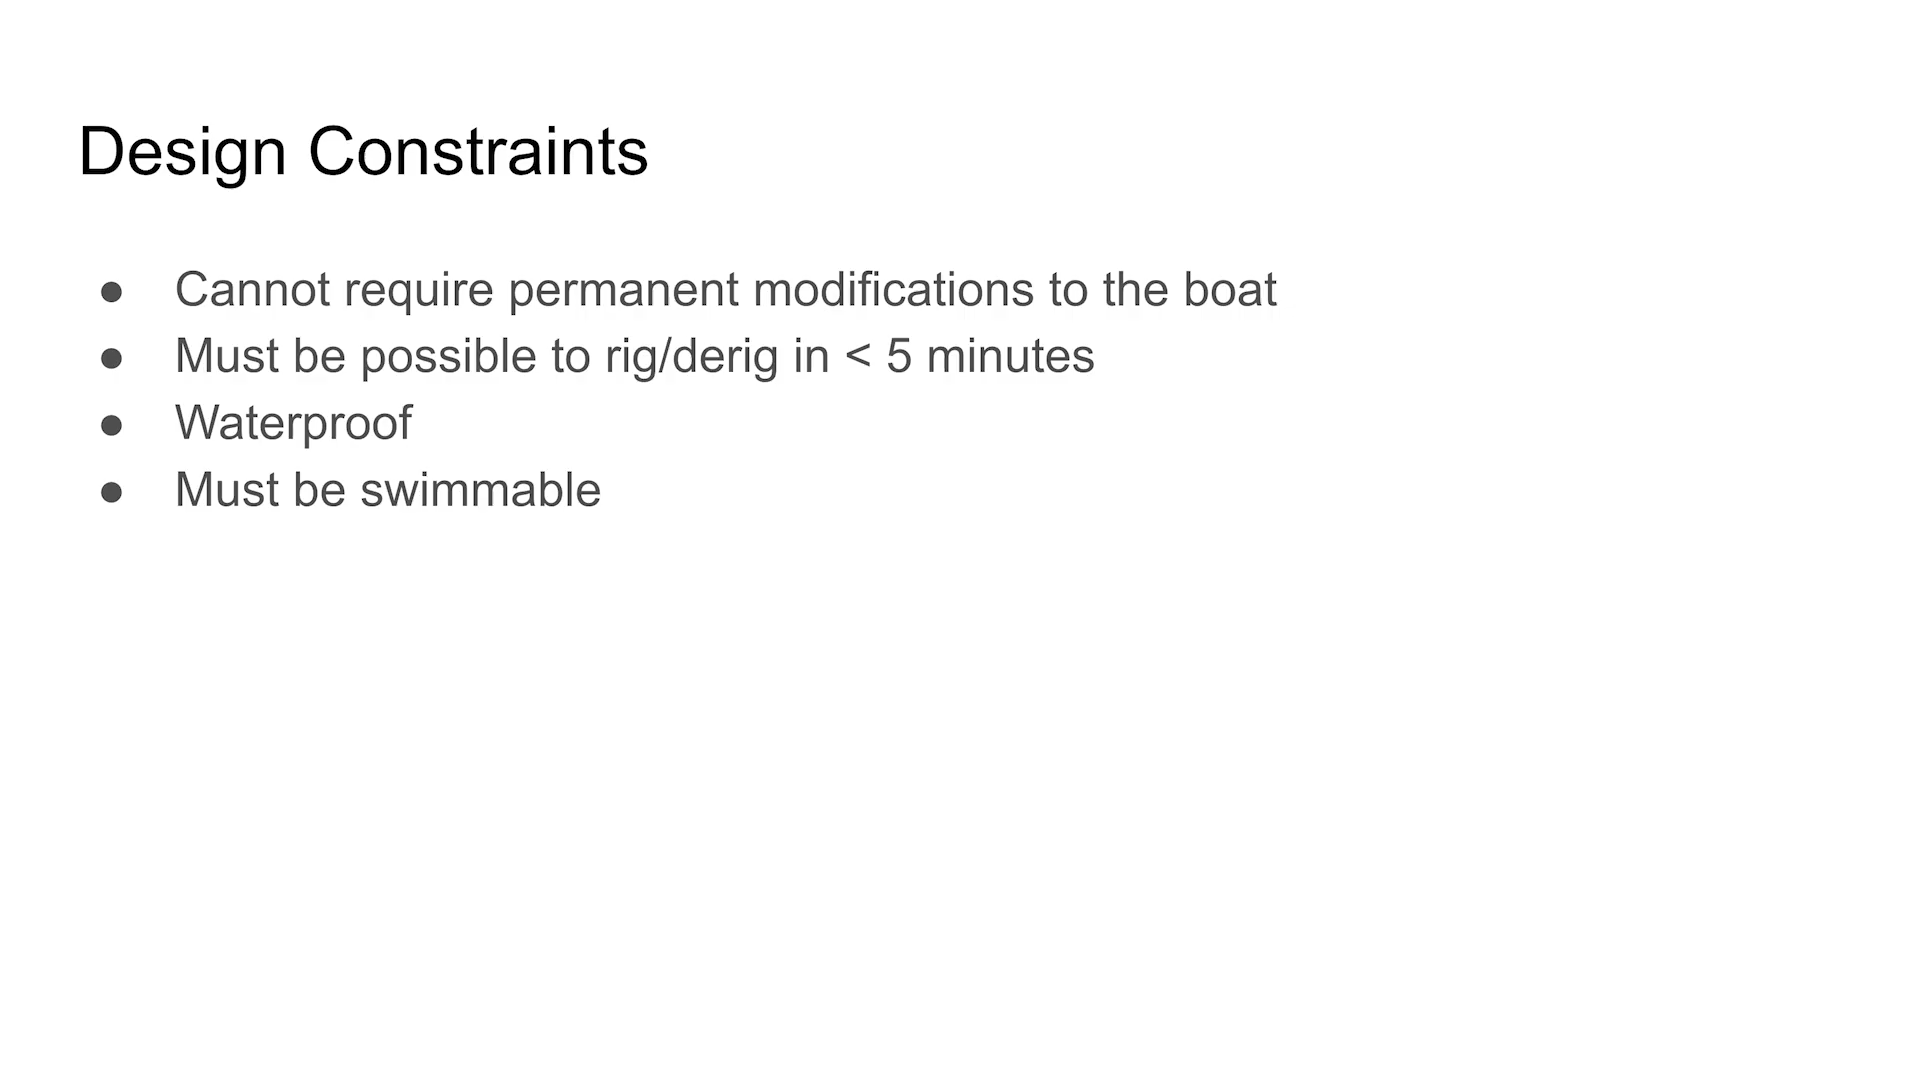 Design Constraints
● Cannot require permanent modifications to the boat
● Must be possible to rig/derig in < 5 minutes
● Waterproof
● Must be swimmable